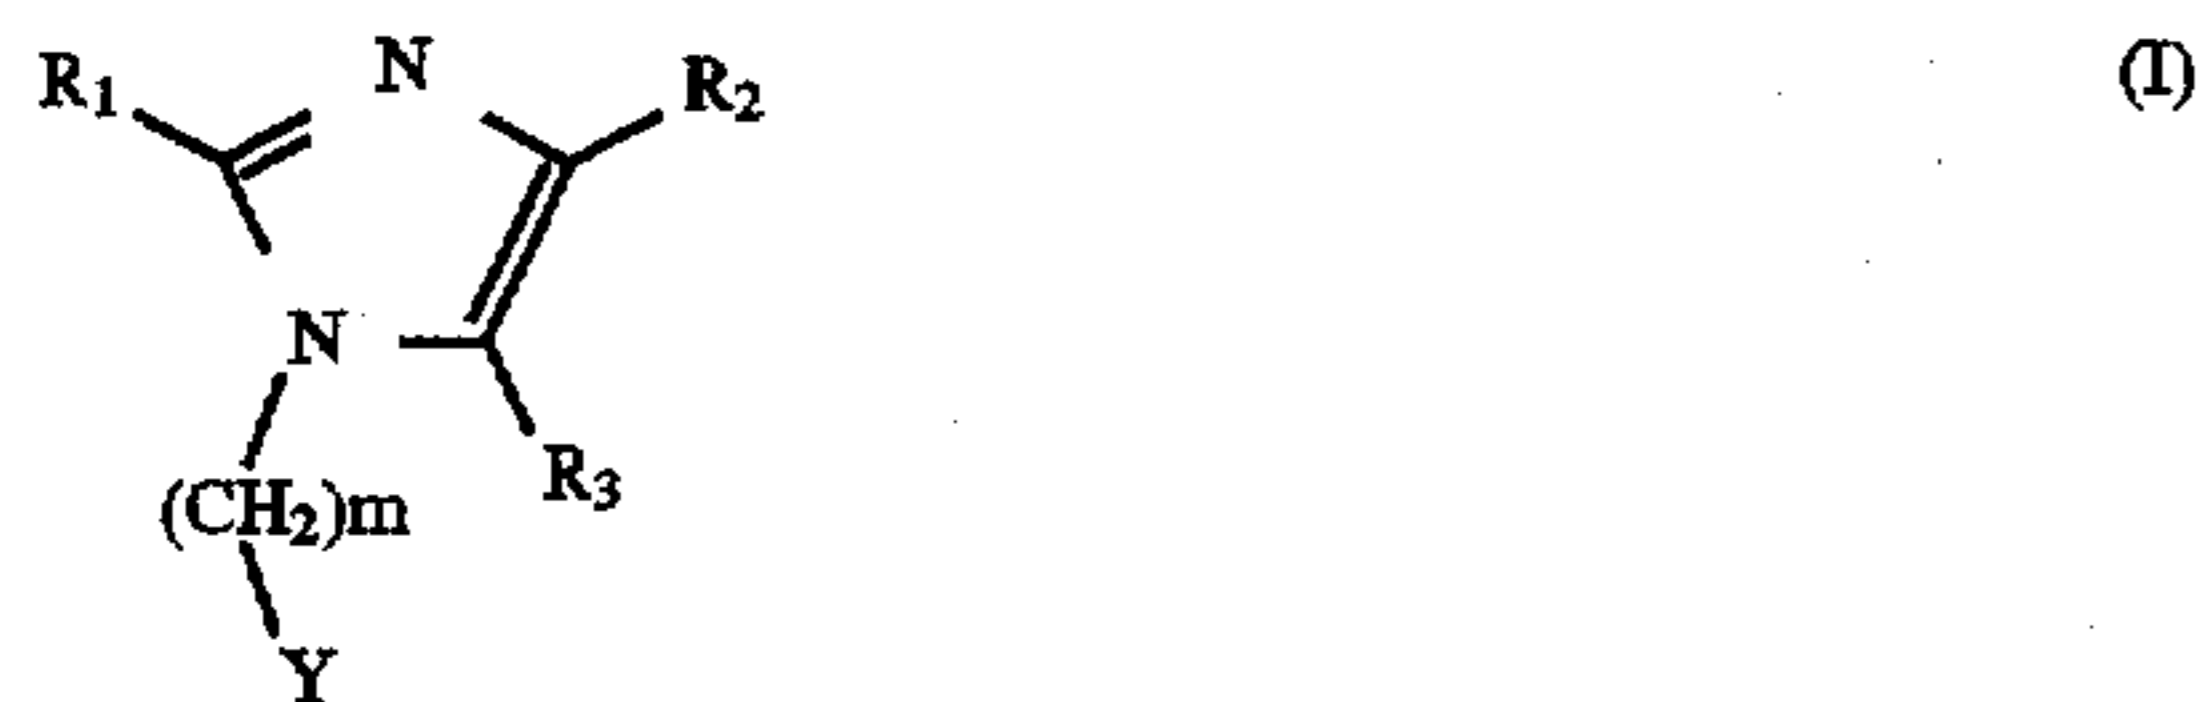 N
R1 R2 (I)
N
R3
(CH2)m
Y